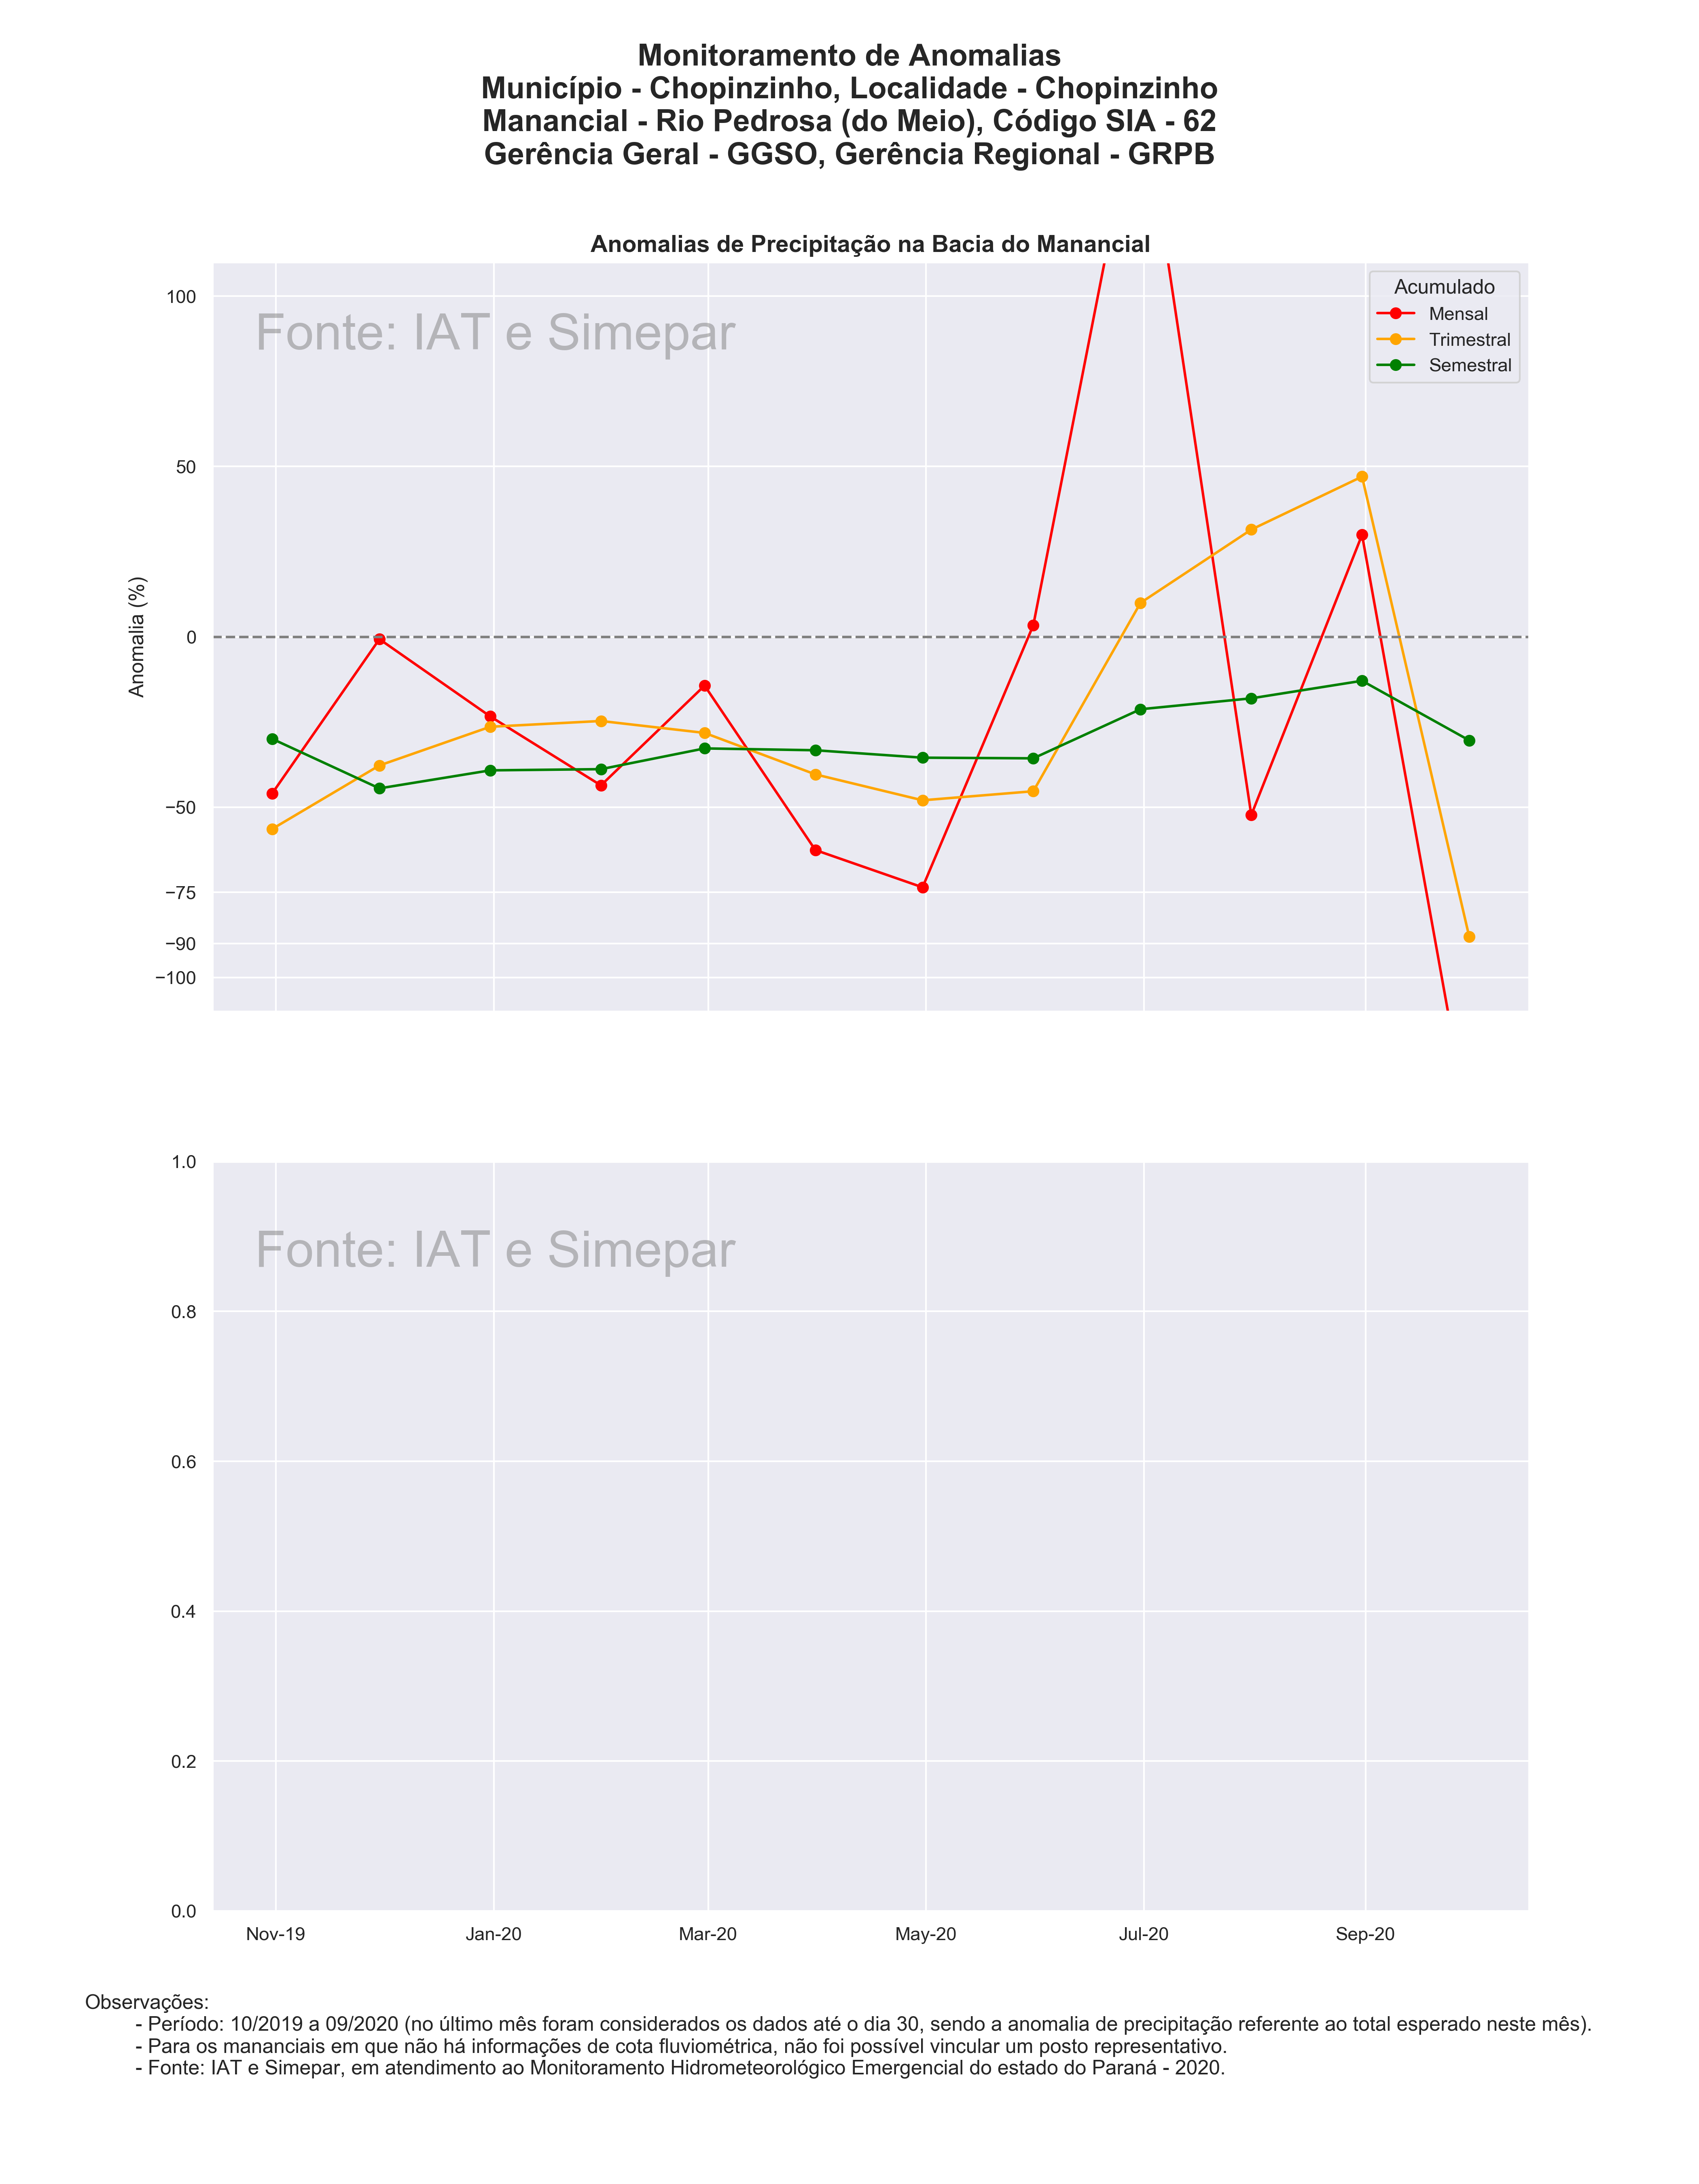 Monitoramento de Anomalias
Município - Chopinzinho, Localidade - Chopinzinho
Manancial - Rio Pedrosa (do Meio), Código SIA - 62
Gerência Geral - GGSO, Gerência Regional - GRPB
Anomalias de Precipitação na Bacia do Manancial
Fonte: IAT e Simepar
Acumulado
Mensal
Trimestral
Semestral
Anomalia (%)
100
50
0
−50
−75
−90
−100
Fonte: IAT e Simepar
1.0
0.8
0.6
0.4
0.2
0.0
Nov-19 Jan-20 Mar-20 May-20 Jul-20 Sep-20
Observações:
- Período: 10/2019 a 09/2020 (no último mês foram considerados os dados até o dia 30, sendo a anomalia de precipitação referente ao total esperado neste mês).
- Para os mananciais em que não há informações de cota fluviométrica, não foi possível vincular um posto representativo.
- Fonte: IAT e Simepar, em atendimento ao Monitoramento Hidrometeorológico Emergencial do estado do Paraná - 2020.